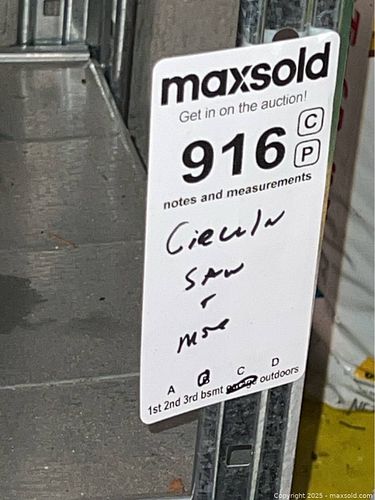 maxsold
Get in on the auction!
916 C P
notes and measurements
Circular
saw
+
more
A B C D
1st 2nd 3rd bsmt garage outdoors
Copyright 2025 - maxsold.com